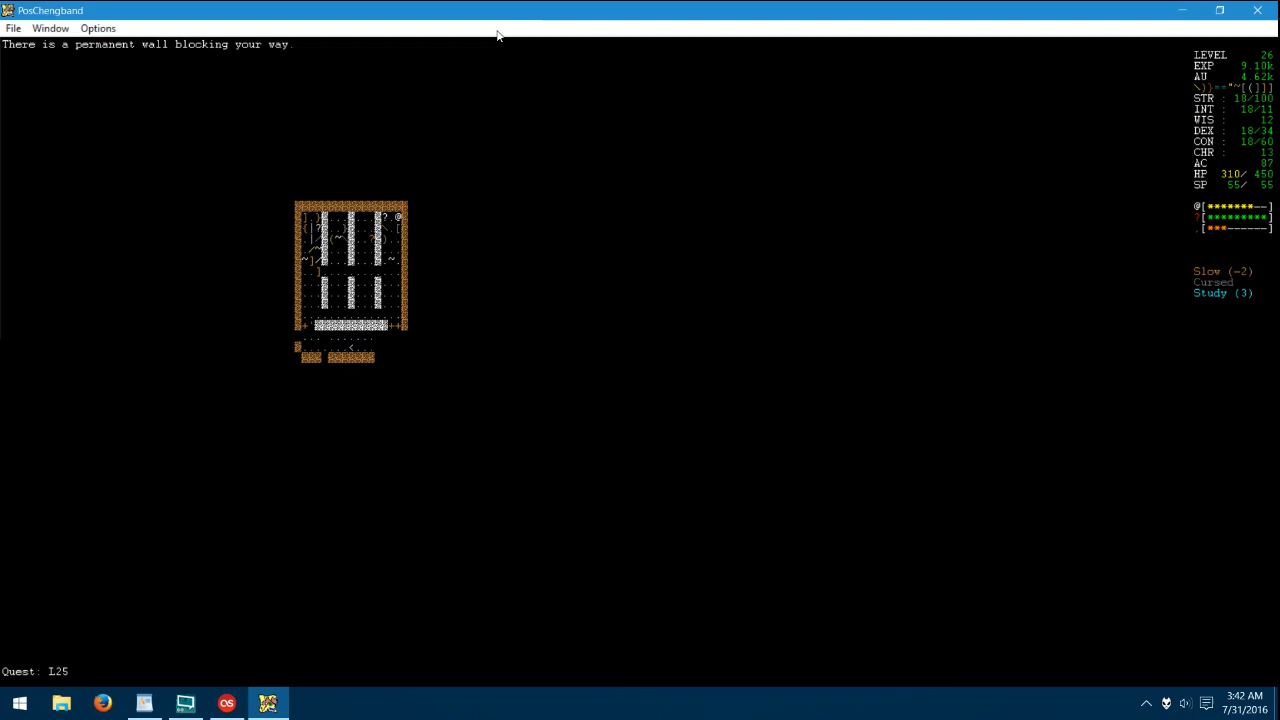 PosChengband
File Window Options
There is a permanent wall blocking your way.
LEVEL 26
EXP 9.10k
AU 4.62k
STR : 18/100
INT : 18/11
WIS : 12
DEX : 18/34
CON : 18/60
CHR : 13
AC 87
HP 310/ 450
SP 55/ 55
@[*******--]
?[*********]
.[***------]
Slow (-2)
Cursed
Study (3)
Quest: L25
3:42 AM
7/31/2016